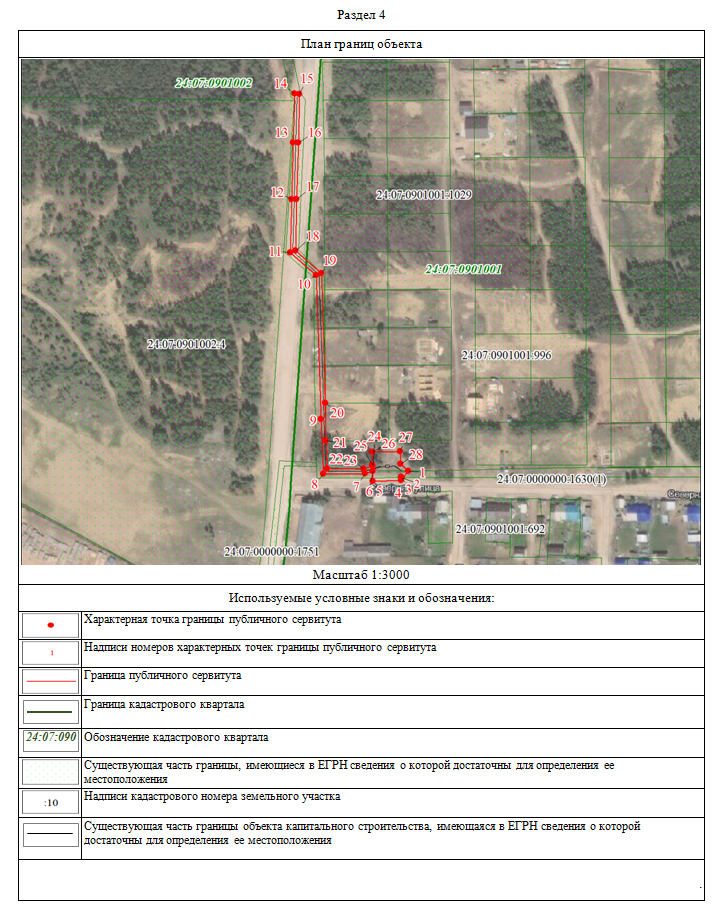 Раздел 4
План границ объекта
24:07:0901002
14
15
13
16
12
17
24:07:0901001:1029
11
18
19
10
24:07:0901001
24:07:0901002:4
24:07:0901001:996
9
20
21
24
27
25
26
28
22
23
1
8
7
6
5
4
3
2
24:07:0000000:1630(1)
24:07:0901001:692
24:07:0000000:1751
Масштаб 1:3000
Используемые условные знаки и обозначения:
Характерная точка границы публичного сервитута
1 Надписи номеров характерных точек границы публичного сервитута
Граница публичного сервитута
Граница кадастрового квартала
24:07:090 Обозначение кадастрового квартала
Существующая часть границы, имеющиеся в ЕГРН сведения о которой достаточны для определения ее
местоположения
:10 Надписи кадастрового номера земельного участка
Существующая часть границы объекта капитального строительства, имеющаяся в ЕГРН сведения о которой
достаточны для определения ее местоположения
.